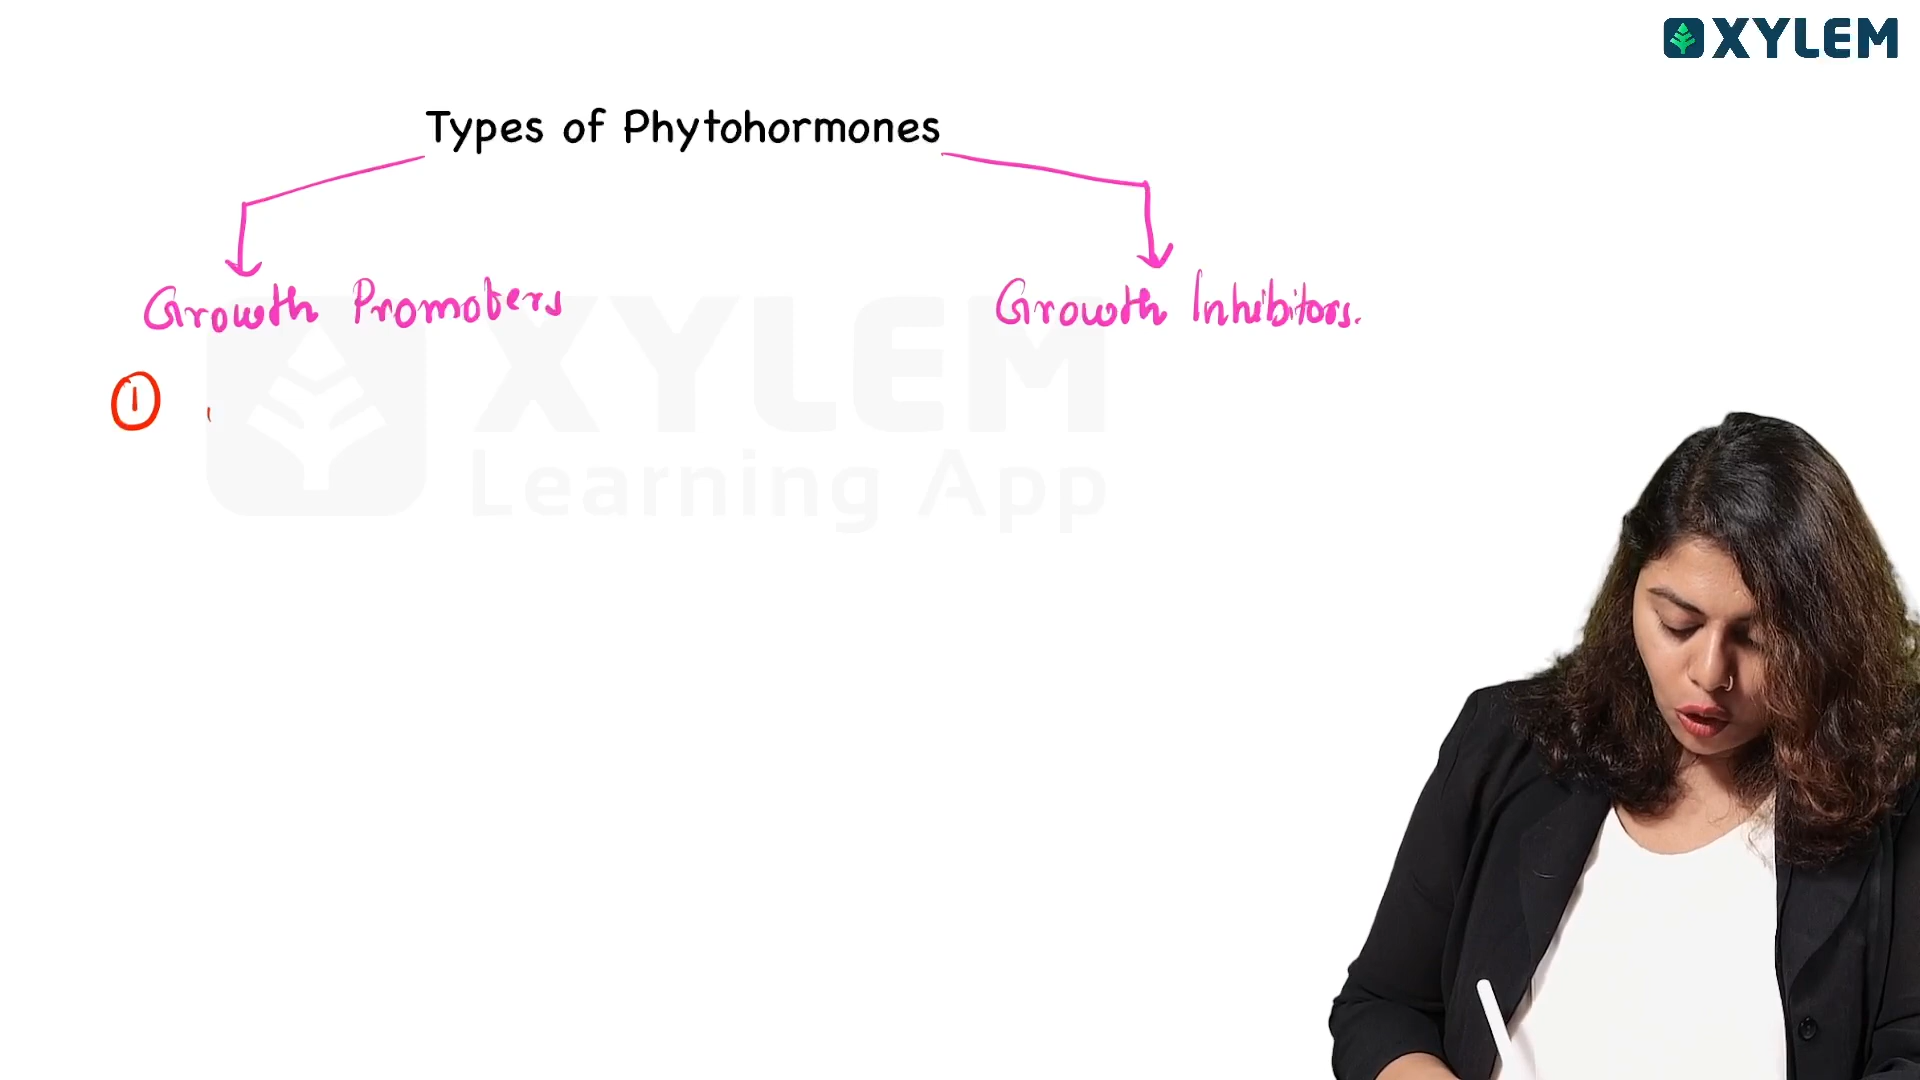 XYLEM
Types of Phytohormones
Growth Promoters
Growth Inhibitors.
1
XYLEM
Learning App